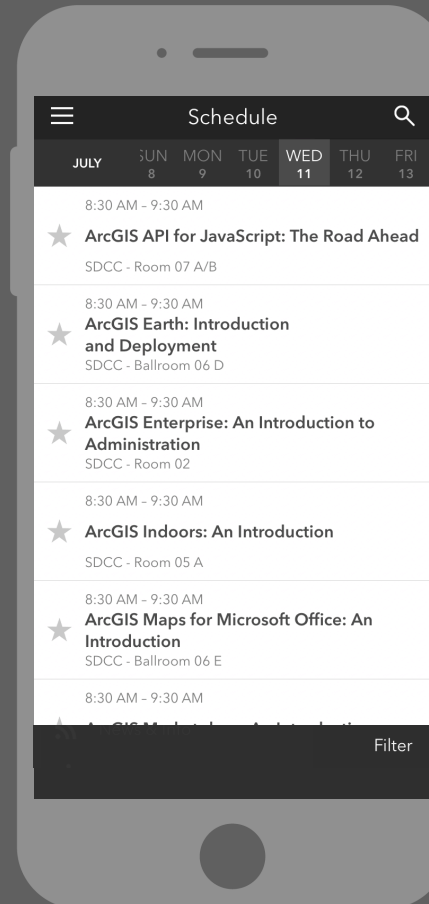 Schedule
JULY
SUN MON TUE WED THU FRI
8 9 10 11 12 13
8:30 AM – 9:30 AM
ArcGIS API for JavaScript: The Road Ahead
SDCC - Room 07 A/B
8:30 AM – 9:30 AM
ArcGIS Earth: Introduction
and Deployment
SDCC - Ballroom 06 D
8:30 AM – 9:30 AM
ArcGIS Enterprise: An Introduction to
Administration
SDCC - Room 02
8:30 AM – 9:30 AM
ArcGIS Indoors: An Introduction
SDCC - Room 05 A
8:30 AM – 9:30 AM
ArcGIS Maps for Microsoft Office: An
Introduction
SDCC - Ballroom 06 E
8:30 AM – 9:30 AM
Filter